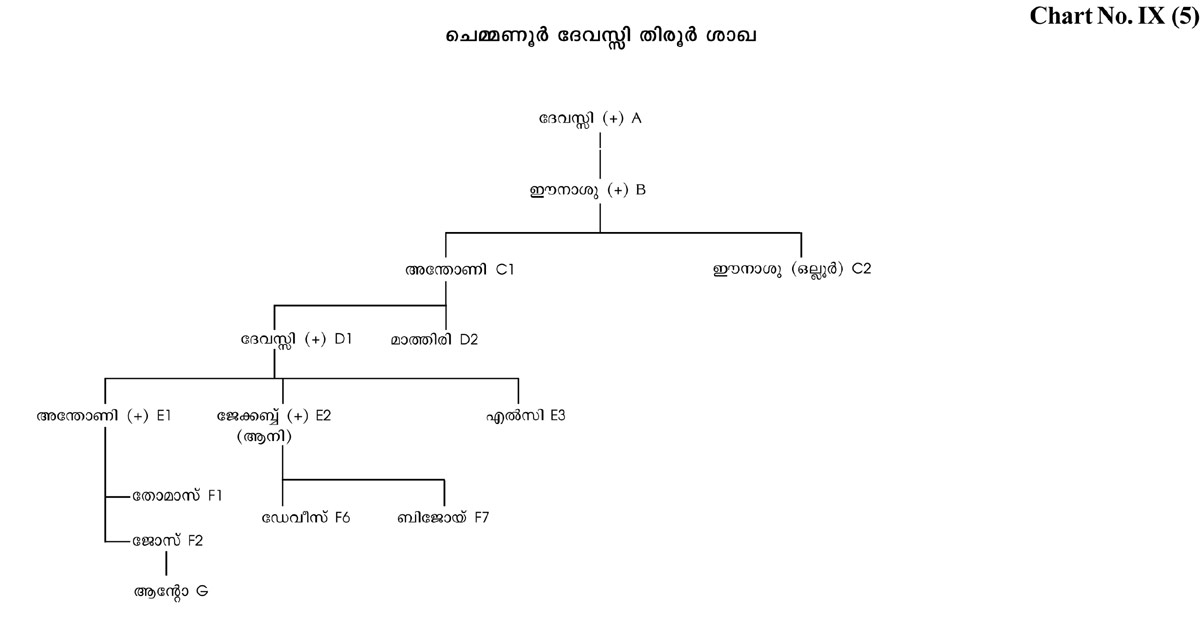 Chart No. IX (5)
ചെമ്മണൂർ ദേവസ്സി തിരൂർ ശാഖ
ദേവസ്സി (+) A
ഈനാശു (+) B
അന്തോണി C1 ഈനാശു (ഒല്ലൂർ) C2
ദേവസ്സി (+) D1 മാത്തിരി D2
അന്തോണി (+) E1 ജേക്കബ്ബ് (+) E2 എൽസി E3
(ആനി)
തോമാസ് F1
ഡേവീസ് F6 ബിജോയ് F7
ജോസ് F2
ആന്റോ G